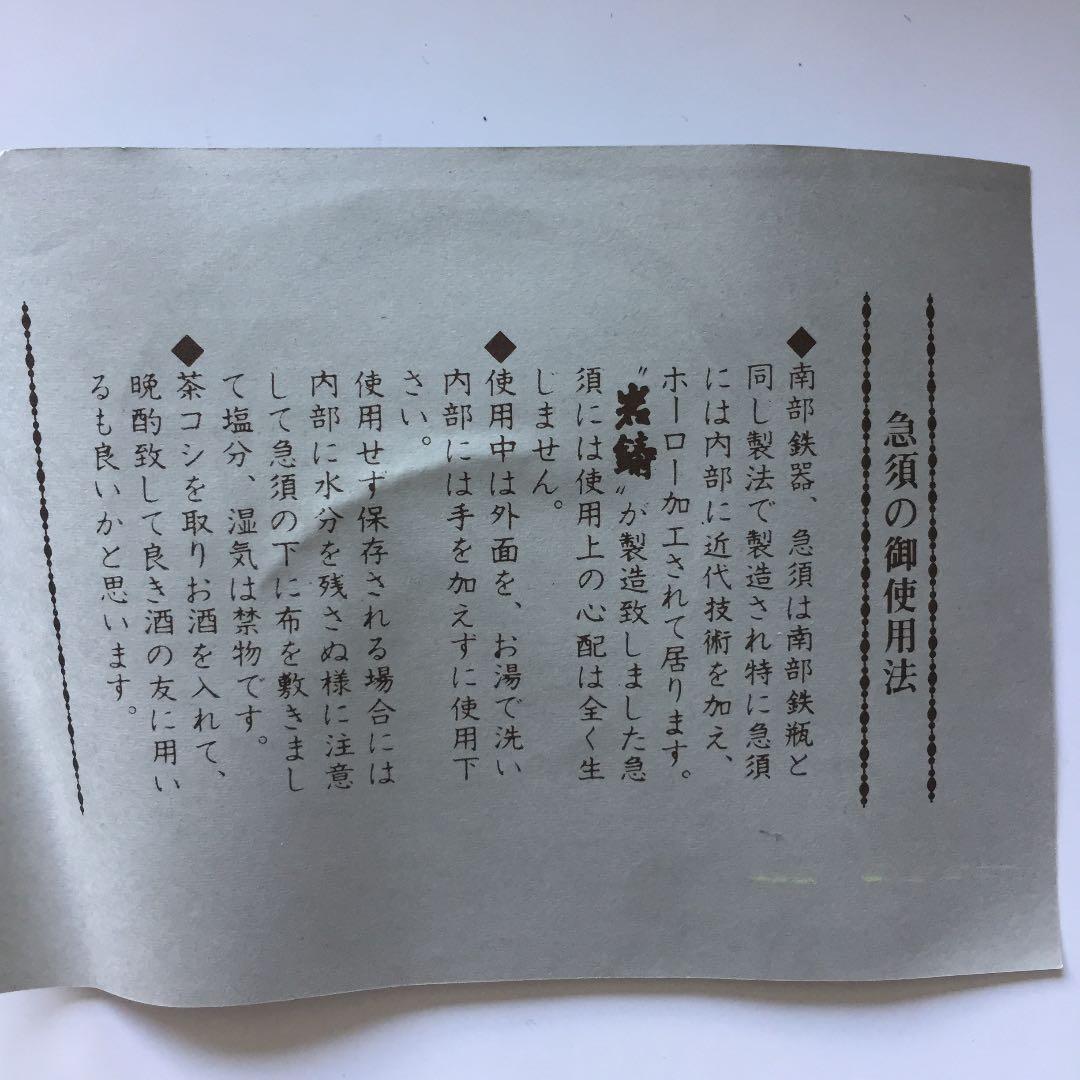 急須の御使用法
◆南部鉄器、急須は南部鉄瓶と
同し製法で製造され特に急須
には内部に近代技術を加え、
ホーロー加工されて居ります。
〝岩鋳〟が製造致しました急
須には使用上の心配は全く生
じません。
◆使用中は外面を、お湯で洗い
内部には手を加えずに使用下
さい。
使用せず保存される場合には
内部に水分を残さぬ様に注意
して急須の下に布を敷きまし
て塩分、湿気は禁物です。
◆茶コシを取りお酒を入れて、
晩酌致して良き酒の友に用い
るも良いかと思います。